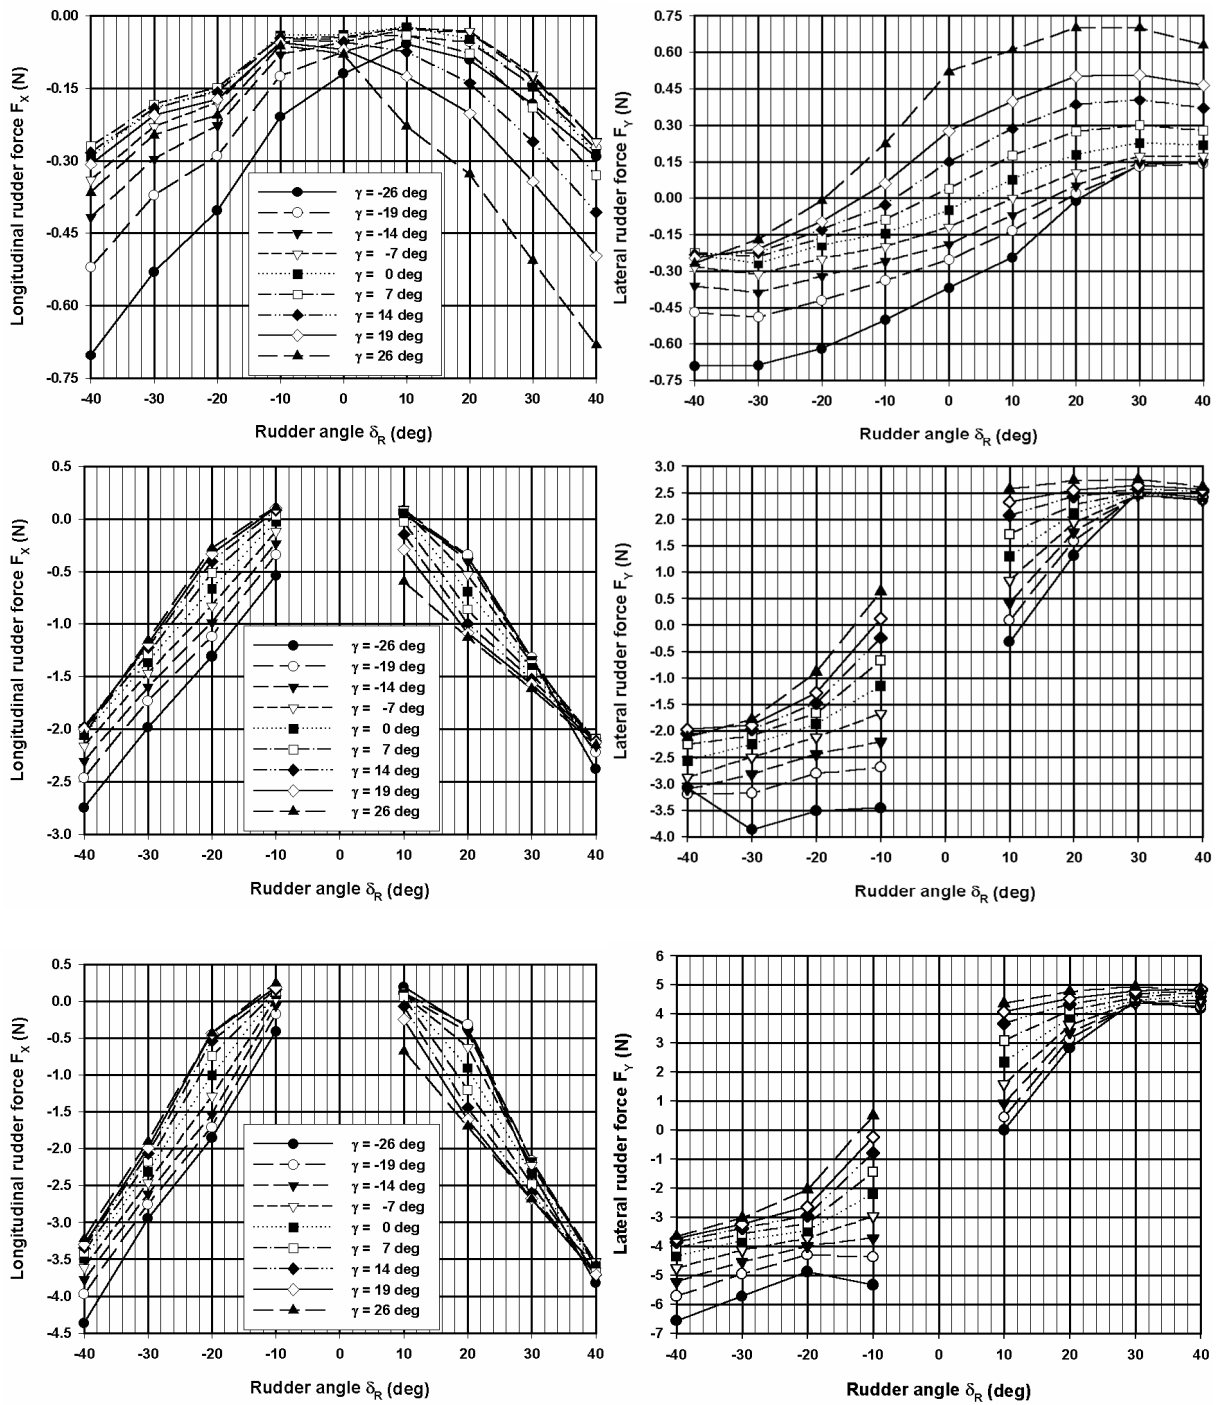 Longitudinal rudder force F_X (N)
0.00
-0.15
-0.30
-0.45
-0.60
-0.75
γ = -26 deg
γ = -19 deg
γ = -14 deg
γ = -7 deg
γ = 0 deg
γ = 7 deg
γ = 14 deg
γ = 19 deg
γ = 26 deg
-40 -30 -20 -10 0 10 20 30 40
Rudder angle δ_R (deg)
Lateral rudder force F_Y (N)
0.75
0.60
0.45
0.30
0.15
0.00
-0.15
-0.30
-0.45
-0.60
-0.75
-40 -30 -20 -10 0 10 20 30 40
Rudder angle δ_R (deg)
Longitudinal rudder force F_X (N)
0.5
0.0
-0.5
-1.0
-1.5
-2.0
-2.5
-3.0
γ = -26 deg
γ = -19 deg
γ = -14 deg
γ = -7 deg
γ = 0 deg
γ = 7 deg
γ = 14 deg
γ = 19 deg
γ = 26 deg
-40 -30 -20 -10 0 10 20 30 40
Rudder angle δ_R (deg)
Lateral rudder force F_Y (N)
3.0
2.5
2.0
1.5
1.0
0.5
0.0
-0.5
-1.0
-1.5
-2.0
-2.5
-3.0
-3.5
-4.0
-40 -30 -20 -10 0 10 20 30 40
Rudder angle δ_R (deg)
Longitudinal rudder force F_X (N)
0.5
0.0
-0.5
-1.0
-1.5
-2.0
-2.5
-3.0
-3.5
-4.0
-4.5
γ = -26 deg
γ = -19 deg
γ = -14 deg
γ = -7 deg
γ = 0 deg
γ = 7 deg
γ = 14 deg
γ = 19 deg
γ = 26 deg
-40 -30 -20 -10 0 10 20 30 40
Rudder angle δ_R (deg)
Lateral rudder force F_Y (N)
6
5
4
3
2
1
0
-1
-2
-3
-4
-5
-6
-7
-40 -30 -20 -10 0 10 20 30 40
Rudder angle δ_R (deg)